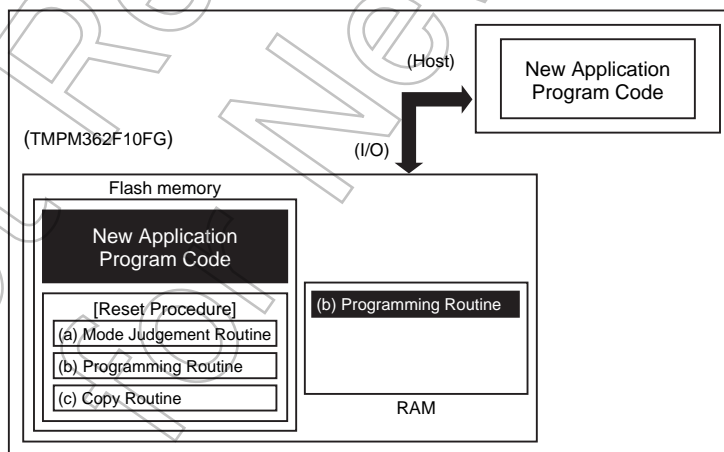 (Host)
New Application
Program Code
(TMPM362F10FG)
(I/O)
Flash memory
New Application
Program Code
[Reset Procedure]
(a) Mode Judgement Routine
(b) Programming Routine
(c) Copy Routine
(b) Programming Routine
RAM